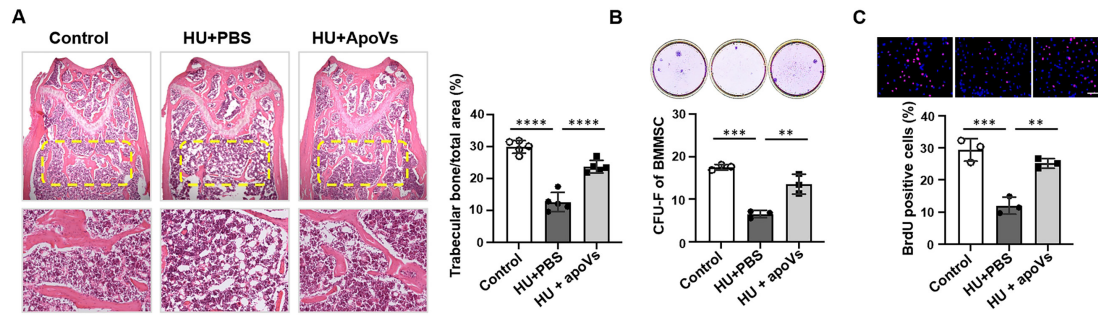 A
Control
HU+PBS
HU+ApoVs
Trabecular bone/total area (%)
40
30
20
10
0
****
****
Control
HU+PBS
HU + apoVs
B
CFU-F of BMMSC
30
20
10
0
***
**
Control
HU+PBS
HU + apoVs
C
BrdU positive cells (%)
40
30
20
10
0
***
**
Control
HU+PBS
HU + apoVs